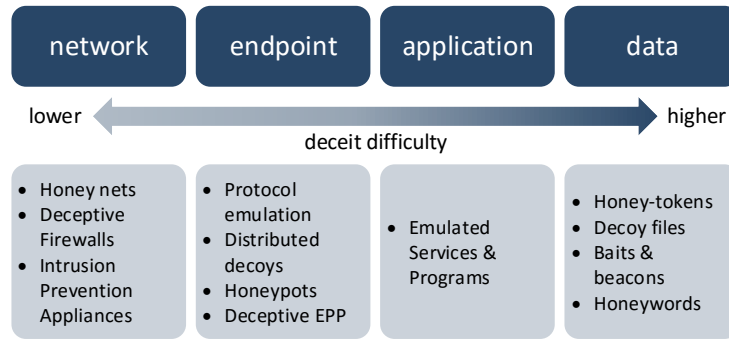 network
endpoint
application
data
lower
higher
deceit difficulty
• Honey nets
• Deceptive
Firewalls
• Intrusion
Prevention
Appliances
• Protocol
emulation
• Distributed
decoys
• Honeypots
• Deceptive EPP
• Emulated
Services &
Programs
• Honey-tokens
• Decoy files
• Baits &
beacons
• Honeywords